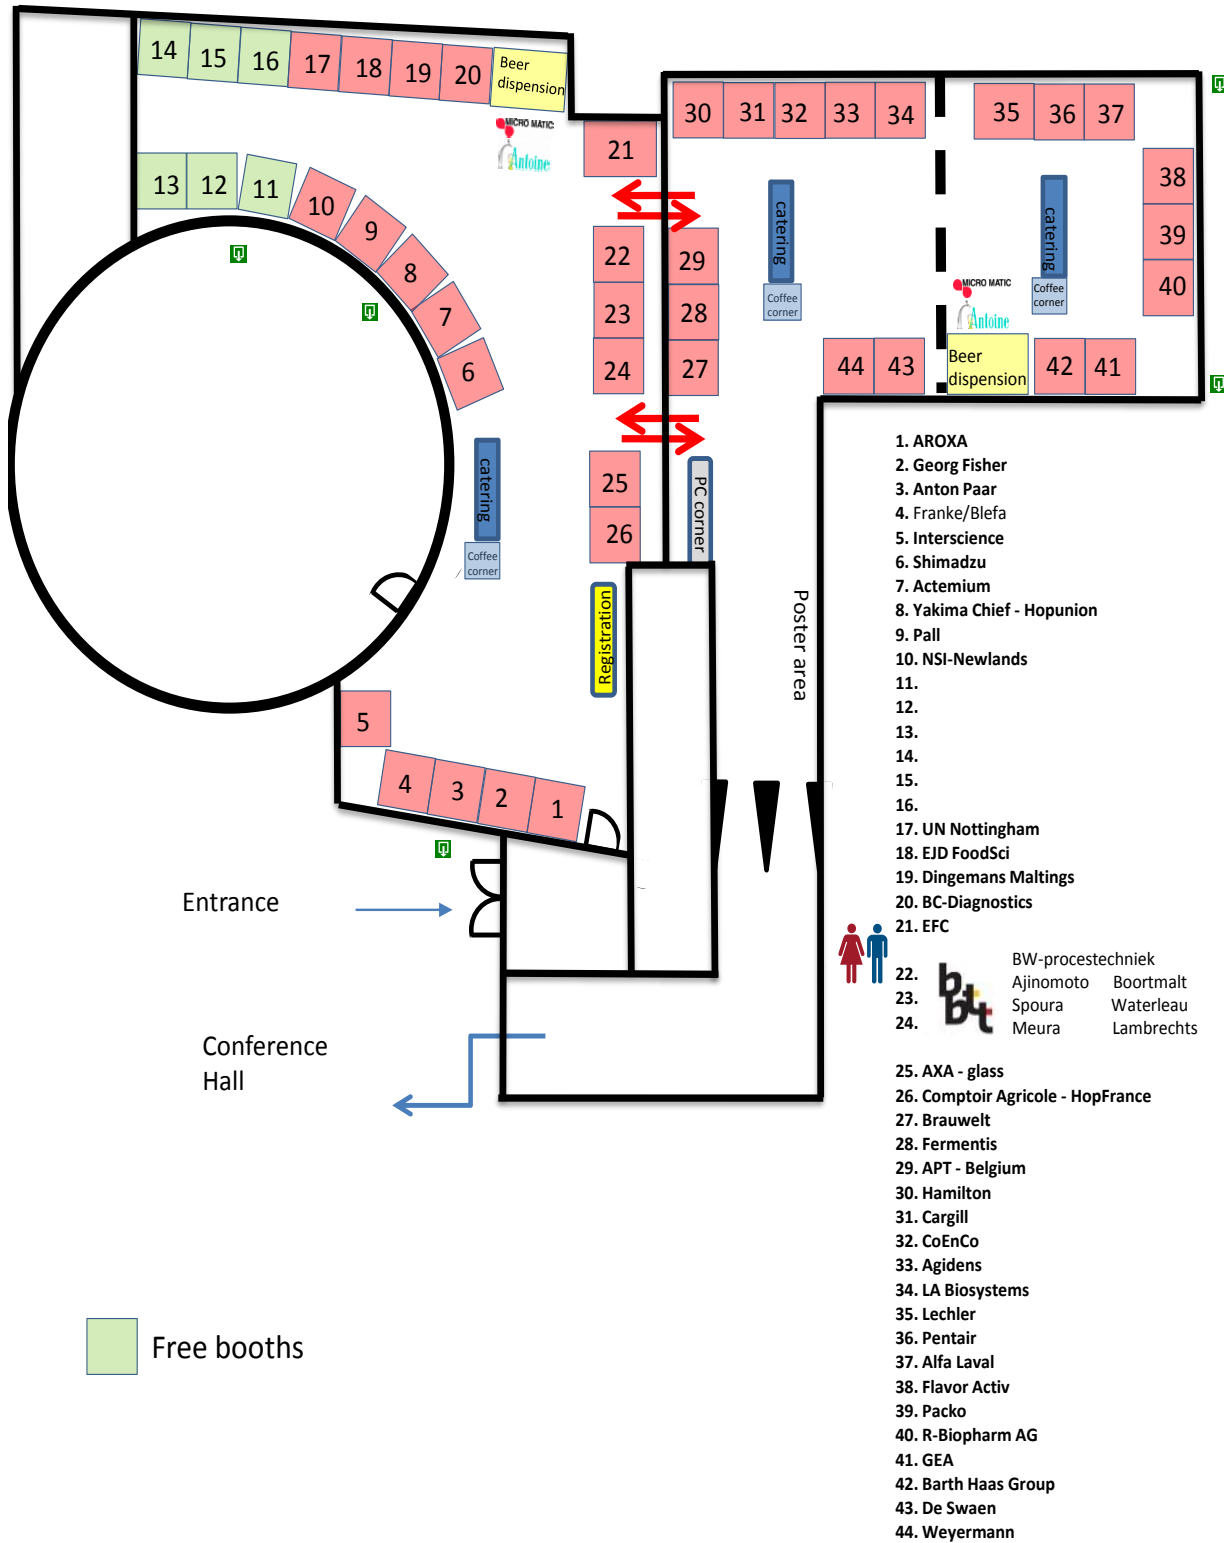 14
15
16
17
18
19
20
Beer
dispension
MICRO MATIC
Antoine
21
30
31
32
33
34
35
36
37
13
12
11
10
9
8
7
6
22
23
24
29
28
27
catering
Coffee
corner
catering
Coffee
corner
38
39
40
MICRO MATIC
Antoine
44
43
Beer
dispension
42
41
catering
Coffee
corner
25
26
PC corner
Registration
Poster area
5
4
3
2
1
Entrance
Conference
Hall
Free booths
1. AROXA
2. Georg Fisher
3. Anton Paar
4. Franke/Blefa
5. Interscience
6. Shimadzu
7. Actemium
8. Yakima Chief - Hopunion
9. Pall
10. NSI-Newlands
11.
12.
13.
14.
15.
16.
17. UN Nottingham
18. EJD FoodSci
19. Dingemans Maltings
20. BC-Diagnostics
21. EFC
BW-procestechniek
22.
Ajinomoto Boortmalt
23.
Spoura Waterleau
24.
Meura Lambrechts
bbtt
25. AXA - glass
26. Comptoir Agricole - HopFrance
27. Brauwelt
28. Fermentis
29. APT - Belgium
30. Hamilton
31. Cargill
32. CoEnCo
33. Agidens
34. LA Biosystems
35. Lechler
36. Pentair
37. Alfa Laval
38. Flavor Activ
39. Packo
40. R-Biopharm AG
41. GEA
42. Barth Haas Group
43. De Swaen
44. Weyermann